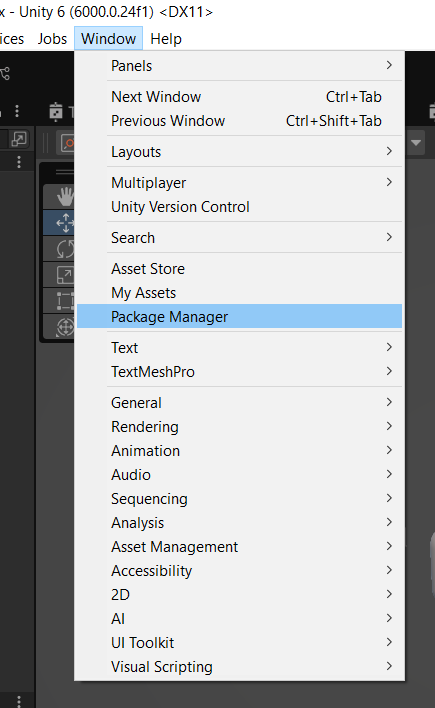 - Unity 6 (6000.0.24f1) <DX11>
Jobs Window Help
Panels
Next Window Ctrl+Tab
Previous Window Ctrl+Shift+Tab
Layouts
Multiplayer
Unity Version Control
Search
Asset Store
My Assets
Package Manager
Text
TextMeshPro
General
Rendering
Animation
Audio
Sequencing
Analysis
Asset Management
Accessibility
2D
AI
UI Toolkit
Visual Scripting